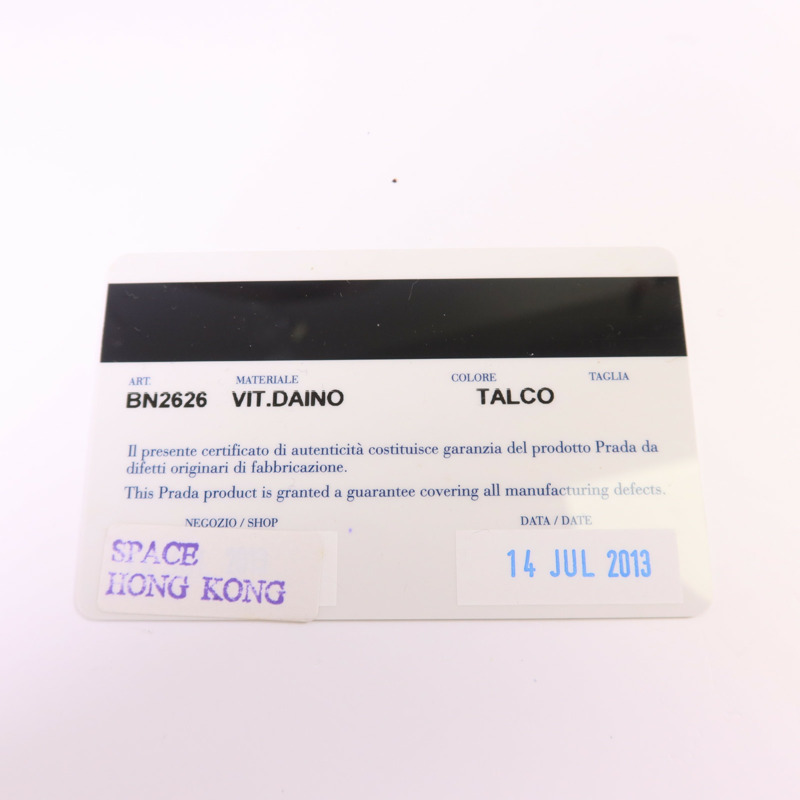 ART. MATERIALE COLORE TAGLIA
BN2626 VIT.DAINO TALCO
Il presente certificato di autenticità costituisce garanzia del prodotto Prada da
difetti originari di fabbricazione.
This Prada product is granted a guarantee covering all manufacturing defects.
NEGOZIO / SHOP DATA / DATE
SPACE
HONG KONG
14 JUL 2013